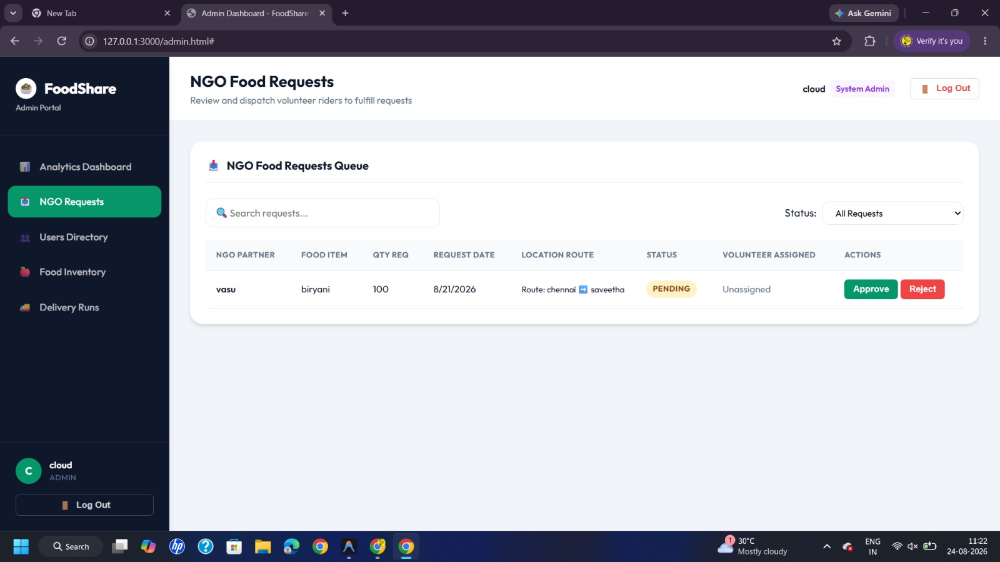 New Tab
Admin Dashboard - FoodShare
Ask Gemini
127.0.0.1:3000/admin.html#
Verify it's you
FoodShare
Admin Portal
Analytics Dashboard
NGO Requests
Users Directory
Food Inventory
Delivery Runs
C
cloud
ADMIN
Log Out
NGO Food Requests
Review and dispatch volunteer riders to fulfill requests
cloud System Admin Log Out
NGO Food Requests Queue
Search requests...
Status: All Requests
NGO PARTNER FOOD ITEM QTY REQ REQUEST DATE LOCATION ROUTE STATUS VOLUNTEER ASSIGNED ACTIONS
vasu biryani 100 8/21/2026 Route: chennai ➡️ saveetha PENDING Unassigned Approve Reject
Search
hp
1
30°C
Mostly cloudy
ENG
IN
11:22
24-08-2026